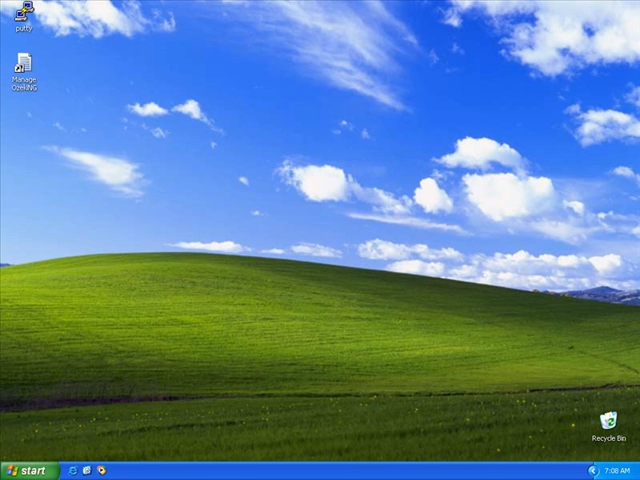 putty
Manage
OzekiNG
Recycle Bin
start
7:08 AM